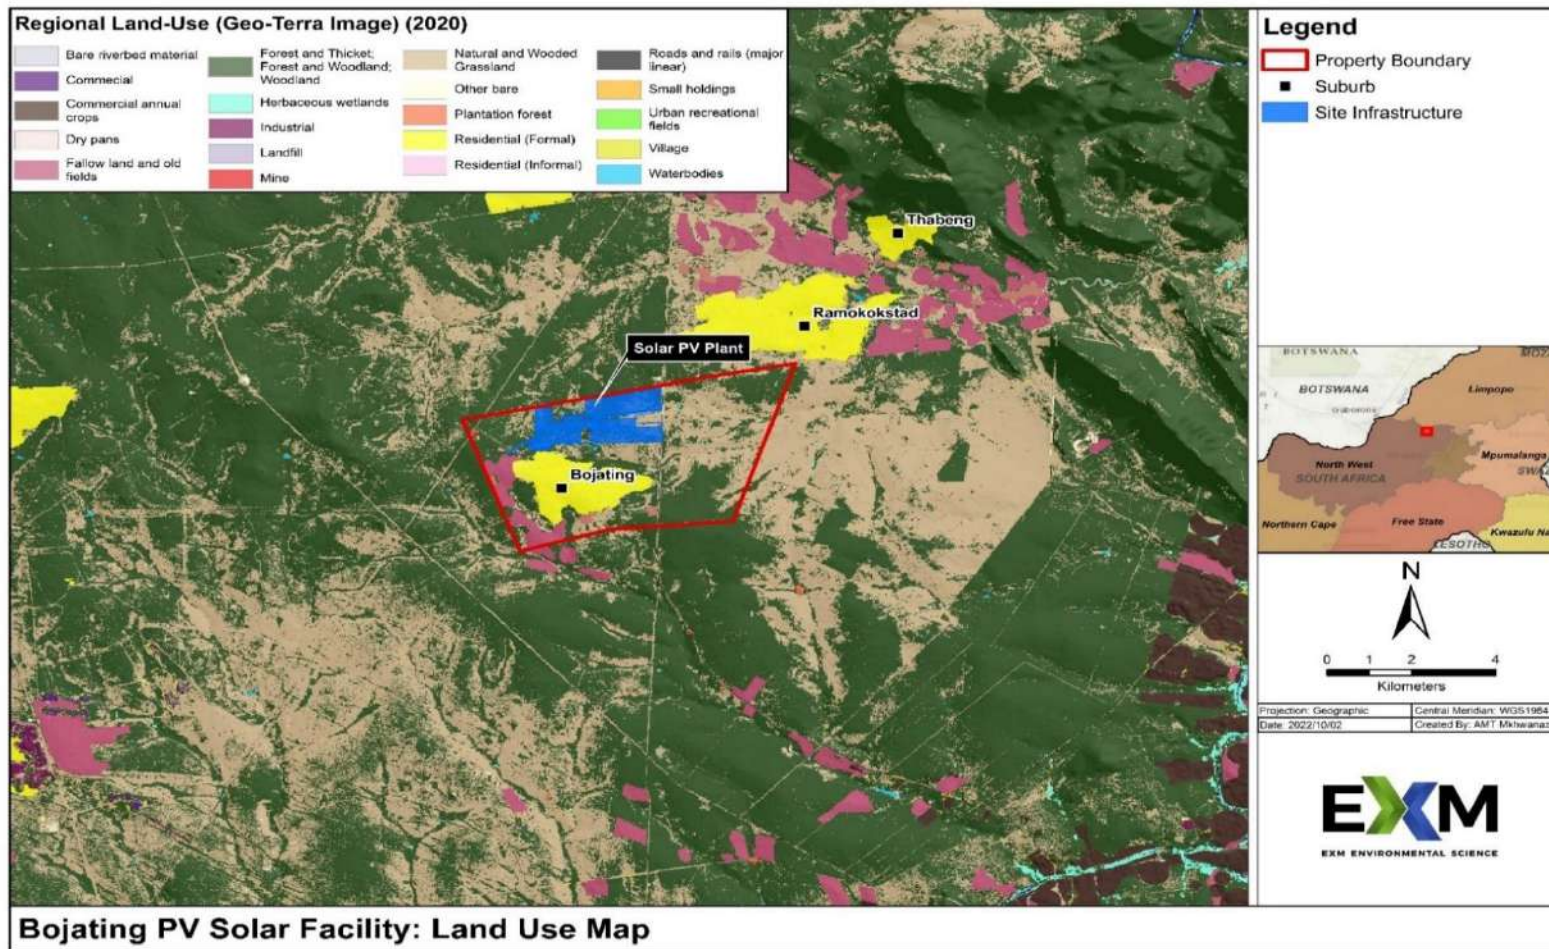 Regional Land-Use (Geo-Terra Image) (2020)
Bare riverbed material
Commecial
Commercial annual
crops
Dry pans
Fallow land and old
fields
Forest and Thicket;
Forest and Woodland;
Woodland
Herbaceous wetlands
Industrial
Landfill
Mine
Natural and Wooded
Grassland
Other bare
Plantation forest
Residential (Formal)
Residential (Informal)
Roads and rails (major
linear)
Small holdings
Urban recreational
fields
Village
Waterbodies
Thabeng
Ramokokstad
Solar PV Plant
Bojating
Legend
Property Boundary
Suburb
Site Infrastructure
BOTSWANA
BOTSWANA
Limpopo
North West
SOUTH AFRICA
Mpumalanga
Northern Cape
Free State
LESOTHO
N
0 1 2 4
Kilometers
Projection: Geographic
Central Meridian: WGS1984
Date: 2022/10/02
Created By: AMT
EXM
EXM ENVIRONMENTAL SCIENCE
Bojating PV Solar Facility: Land Use Map